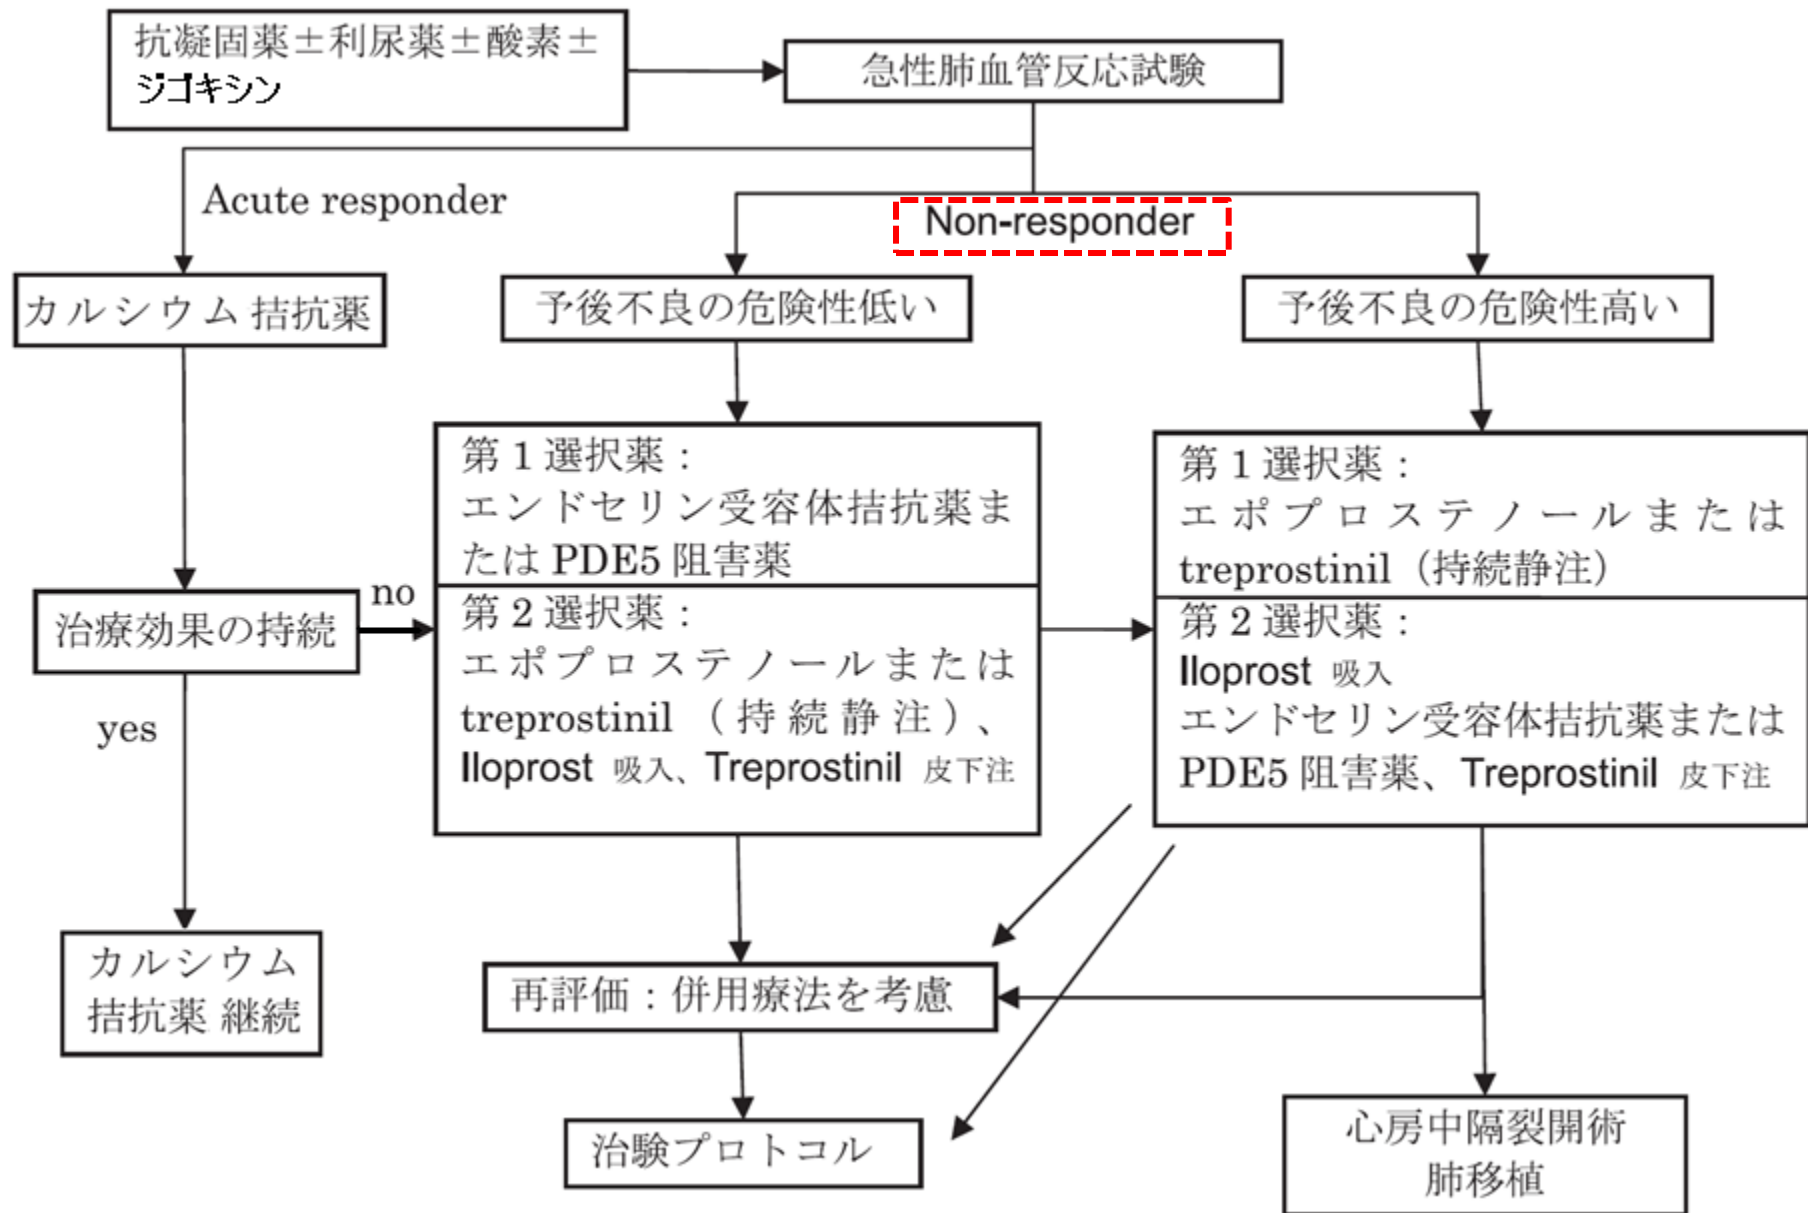 抗凝固薬±利尿薬±酸素±
ジゴキシン
急性肺血管反応試験
Acute responder
Non-responder
カルシウム 拮抗薬
予後不良の危険性低い
予後不良の危険性高い
第 1 選択薬：
エンドセリン受容体拮抗薬ま
たは PDE5 阻害薬
第 2 選択薬：
エポプロステノールまたは
treprostinil （持続静注）、
Iloprost 吸入、Treprostinil 皮下注
第 1 選択薬：
エポプロステノールまたは
treprostinil（持続静注）
第 2 選択薬：
Iloprost 吸入
エンドセリン受容体拮抗薬または
PDE5 阻害薬、Treprostinil 皮下注
治療効果の持続
no
yes
カルシウム
拮抗薬 継続
再評価：併用療法を考慮
治験プロトコル
心房中隔裂開術
肺移植